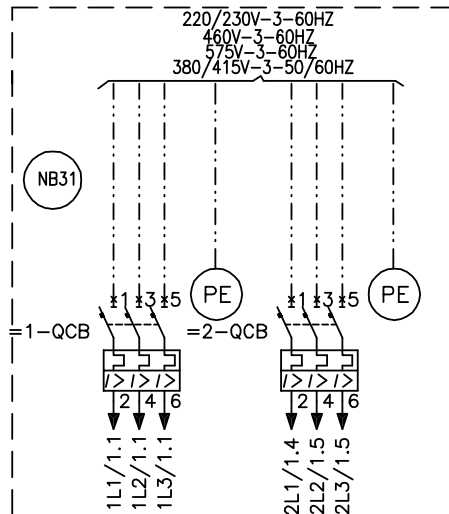 220/230V-3-60HZ
460V-3-60HZ
575V-3-60HZ
380/415V-3-50/60HZ
NB31
1 3 5 PE
5 PE
=1-QCB =2-QCB
I> I> I> I> I> I>
2 4 6 2 4 6
1L1/1.1
1L2/1.1
1L3/1.1
2L1/1.4
2L2/1.5
2L3/1.5